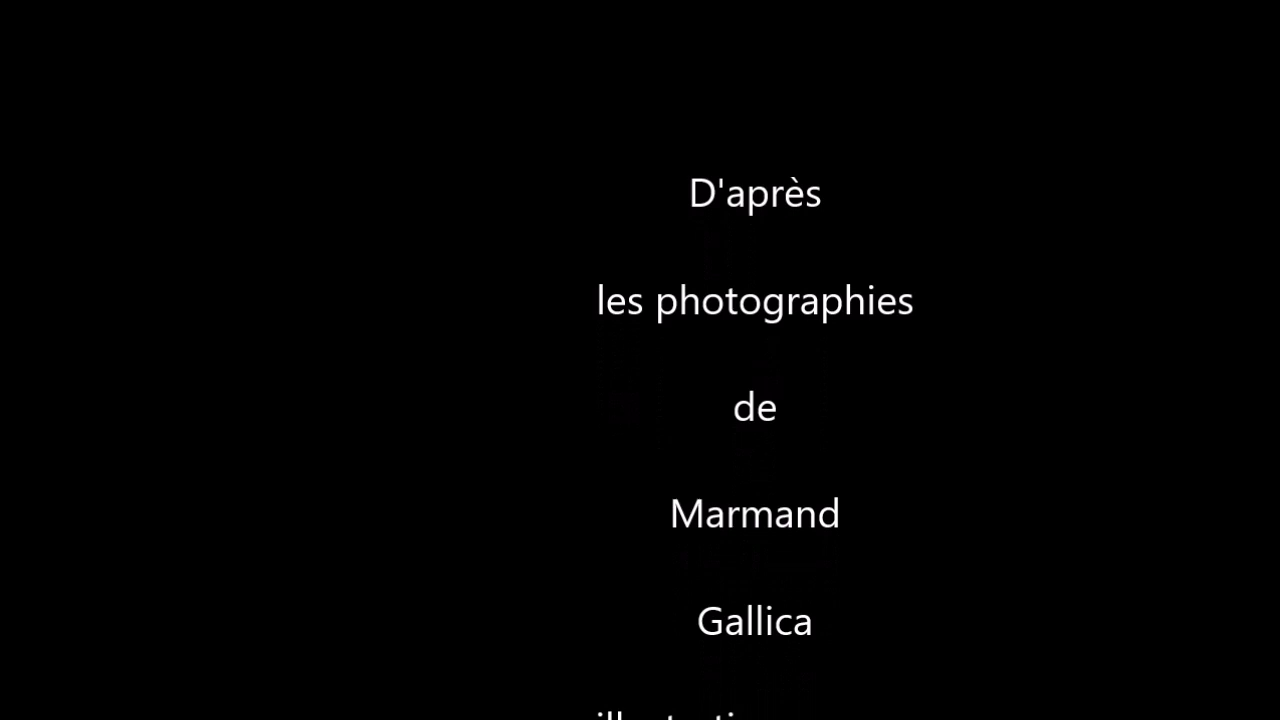 D'après
les photographies
de
Marmand
Gallica